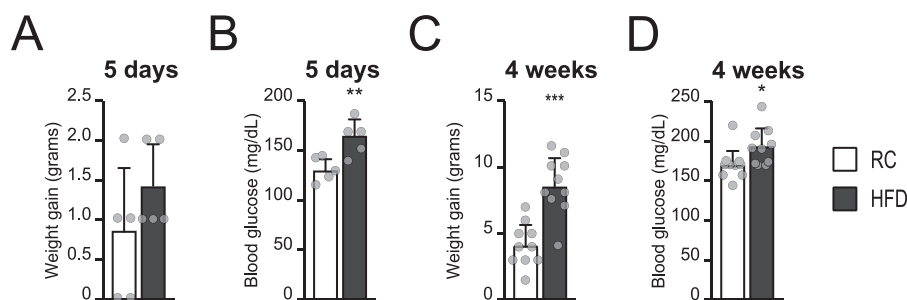 A
5 days
Weight gain (grams)
2.5
2.0
1.5
1.0
0.5
0
B
5 days
**
Blood glucose (mg/dL)
200
150
100
50
0
C
4 weeks
***
Weight gain (grams)
15
10
5
0
D
4 weeks
*
Blood glucose (mg/dL)
250
200
150
100
50
0
RC
HFD